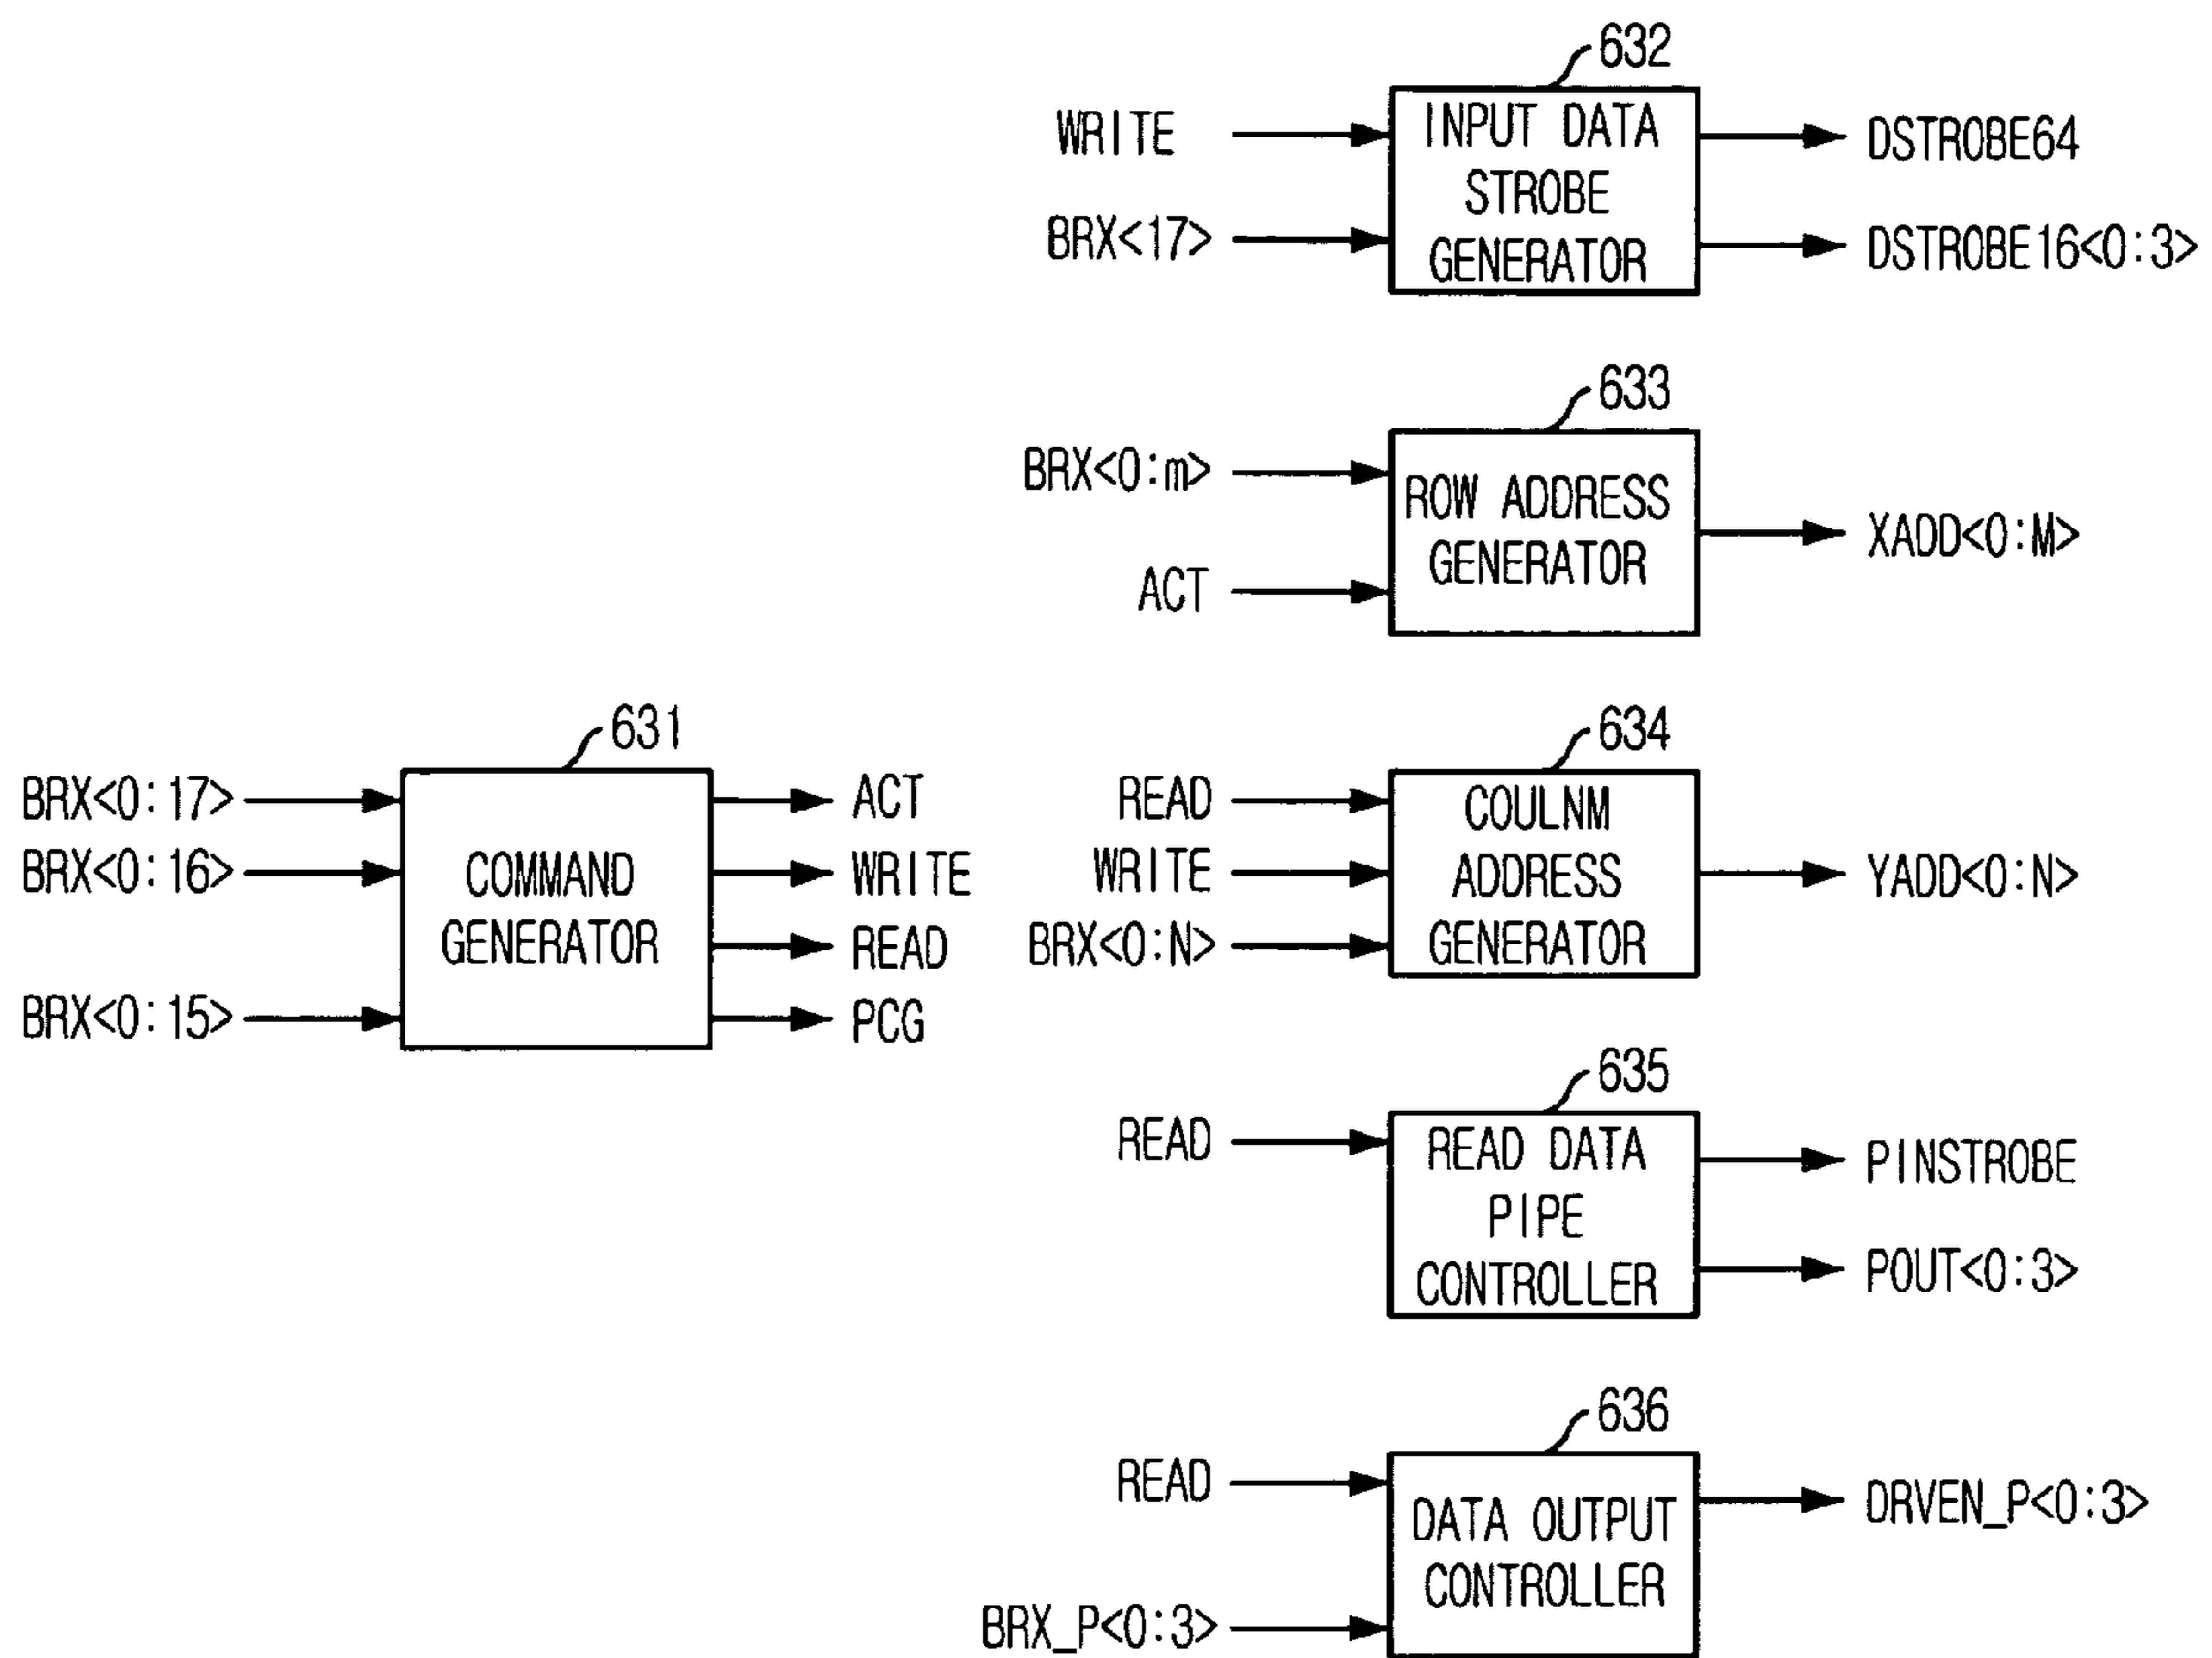 632
WRITE
BRX<17>
INPUT DATA
STROBE
GENERATOR
DSTROBE64
DSTROBE16<0:3>
633
BRX<0:m>
ACT
ROW ADDRESS
GENERATOR
XADD<0:M>
631
BRX<0:17>
BRX<0:16>
BRX<0:15>
COMMAND
GENERATOR
ACT
WRITE
READ
PCG
634
READ
WRITE
BRX<0:N>
COULNM
ADDRESS
GENERATOR
YADD<0:N>
635
READ
READ DATA
PIPE
CONTROLLER
PINSTROBE
POUT<0:3>
636
READ
BRX_P<0:3>
DATA OUTPUT
CONTROLLER
DRVEN_P<0:3>